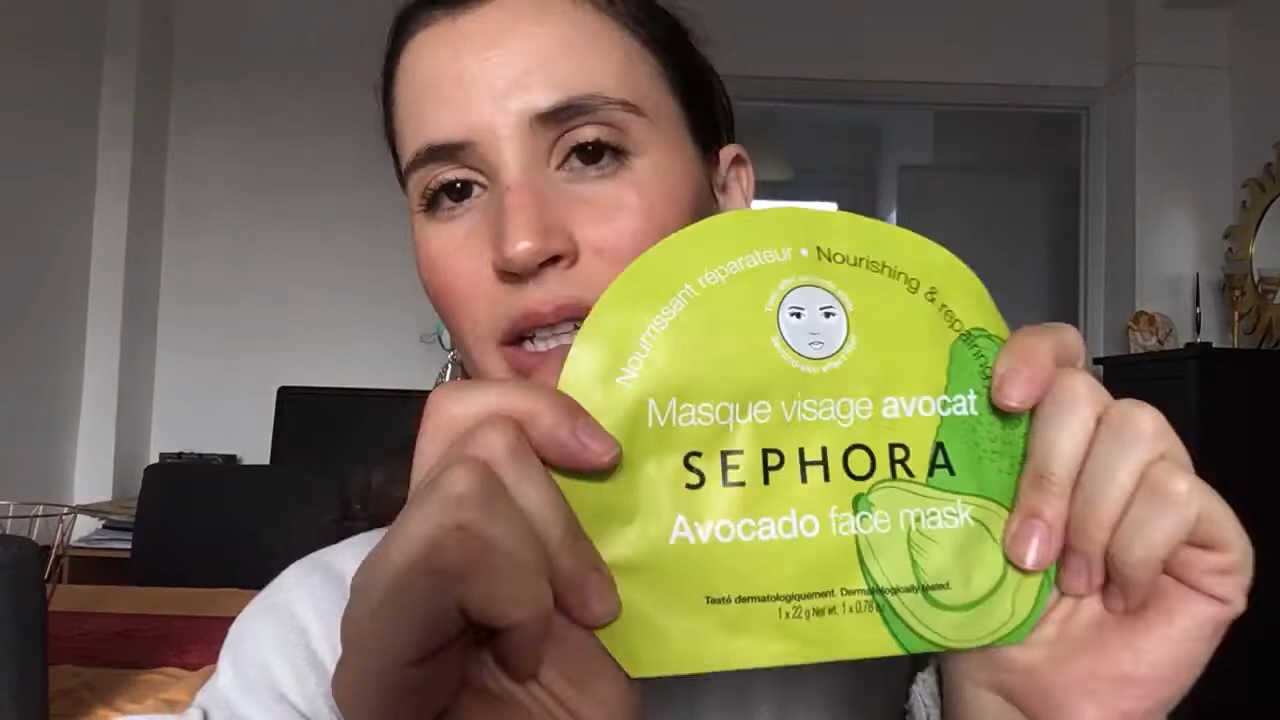 Nourrissant réparateur • Nourishing & repairing
Masque visage avocat
SEPHORA
Avocado face mask
Testé dermatologiquement. Dermatologically tested.
1 x 22 g Net wt. 1 x 0.78